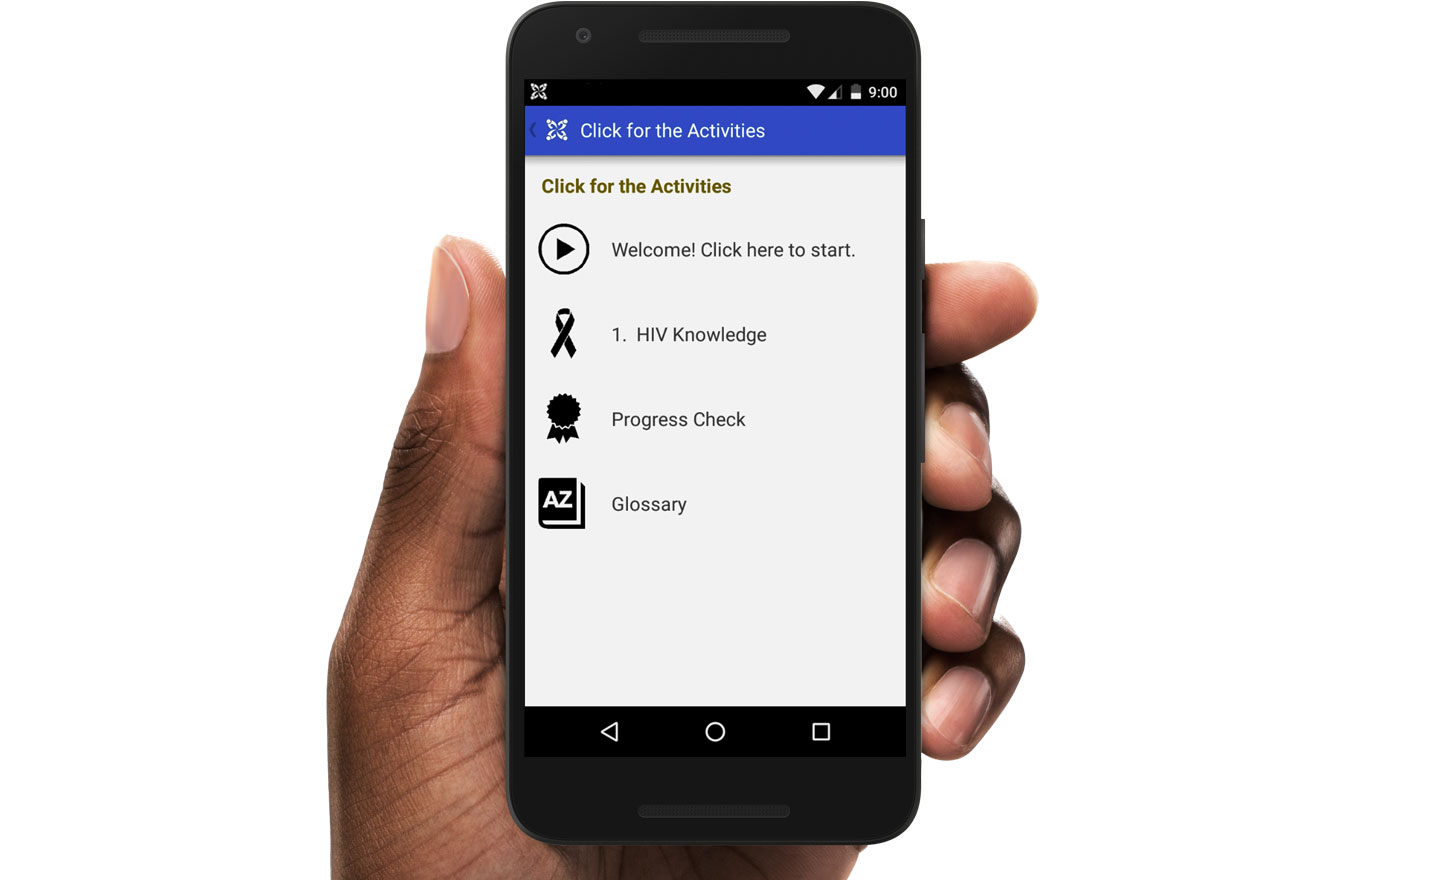 9:00
Click for the Activities
Click for the Activities
Welcome! Click here to start.
1. HIV Knowledge
Progress Check
AZ
Glossary